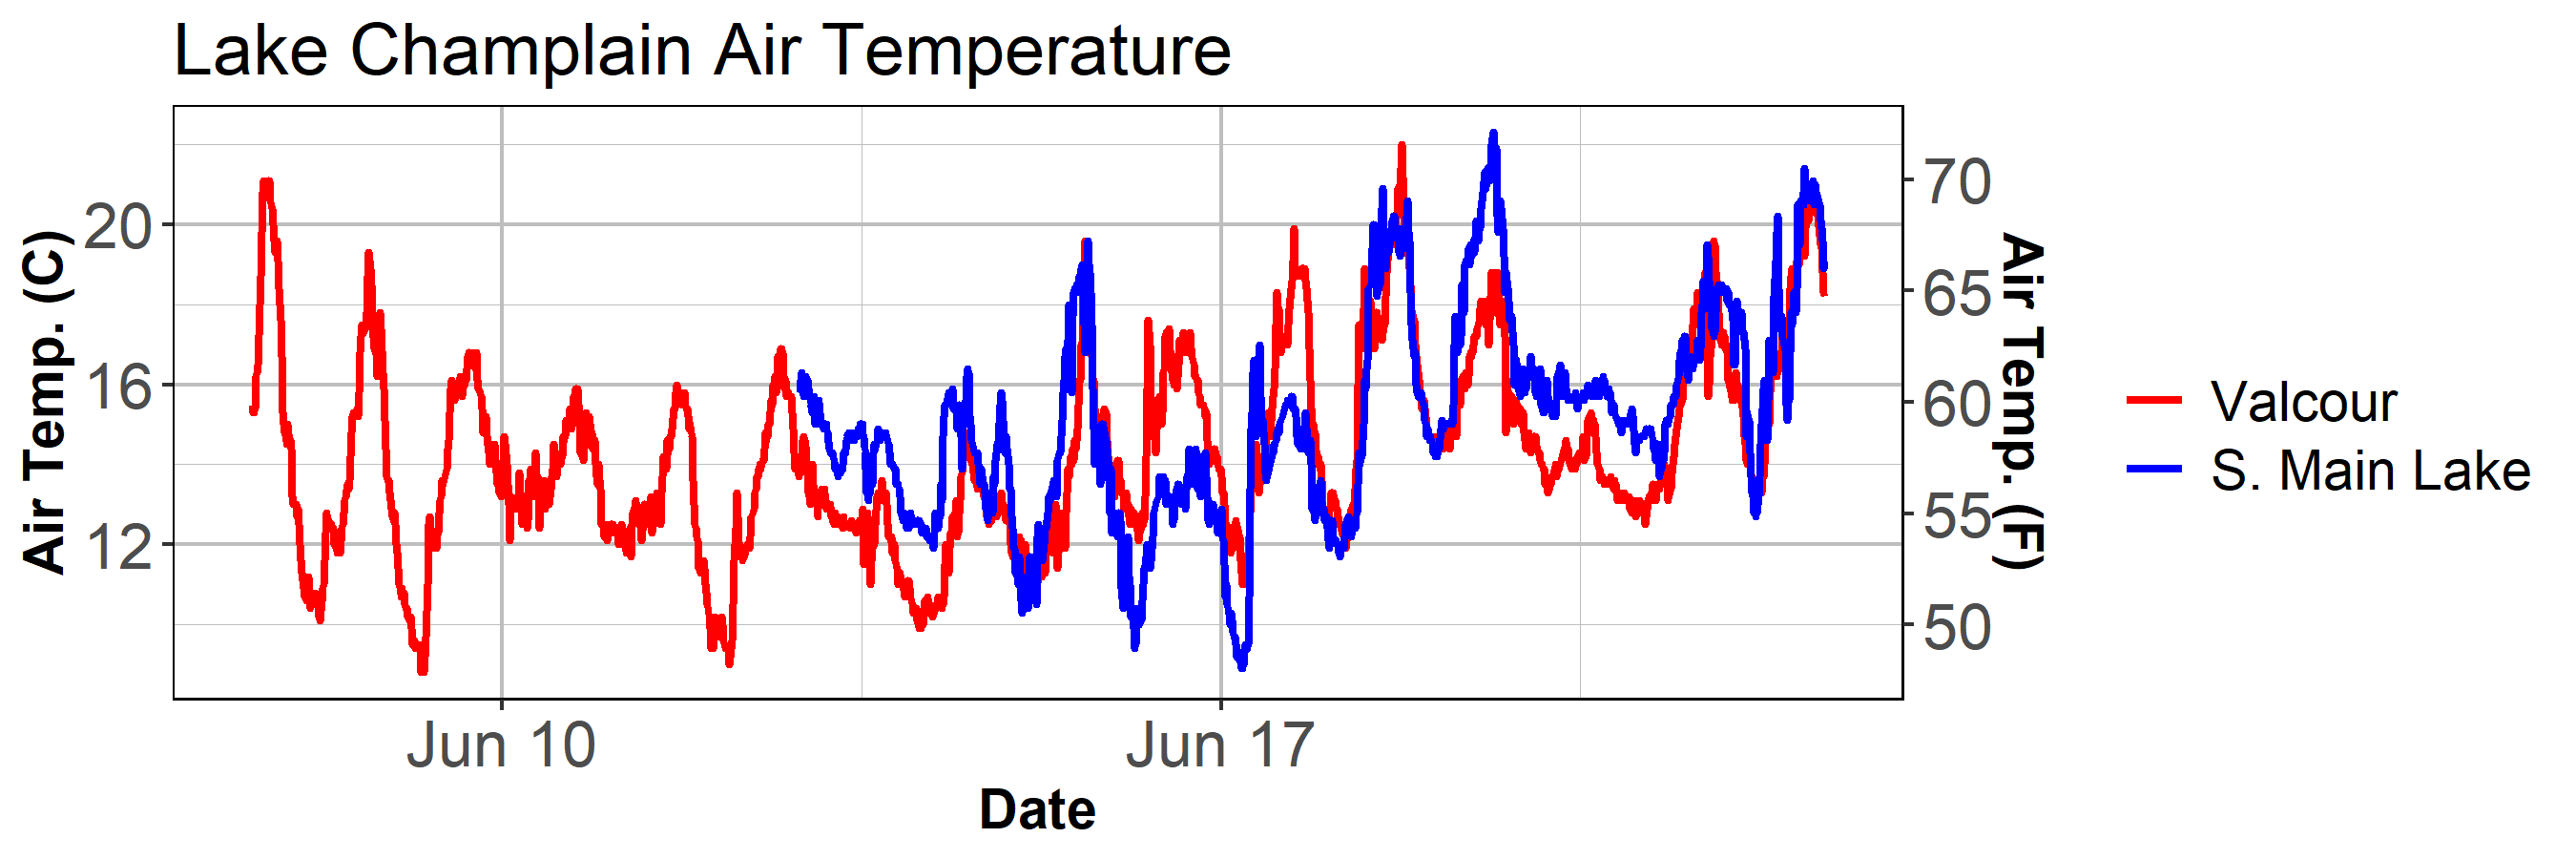 Lake Champlain Air Temperature
Air Temp. (C)
20
16
12
70
65
60
55
50
Air Temp. (F)
Jun 10
Jun 17
Date
Valcour
S. Main Lake